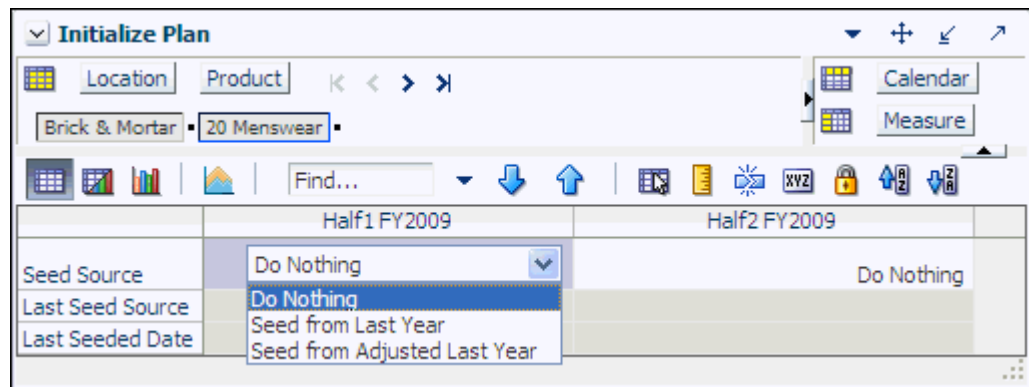 Initialize Plan
Location Product Calendar
Measure
Brick & Mortar 20 Menswear
Find... XYZ A Z Z A
Half1 FY2009 Half2 FY2009
Seed Source Do Nothing Do Nothing
Do Nothing
Last Seed Source Seed from Last Year
Last Seeded Date Seed from Adjusted Last Year